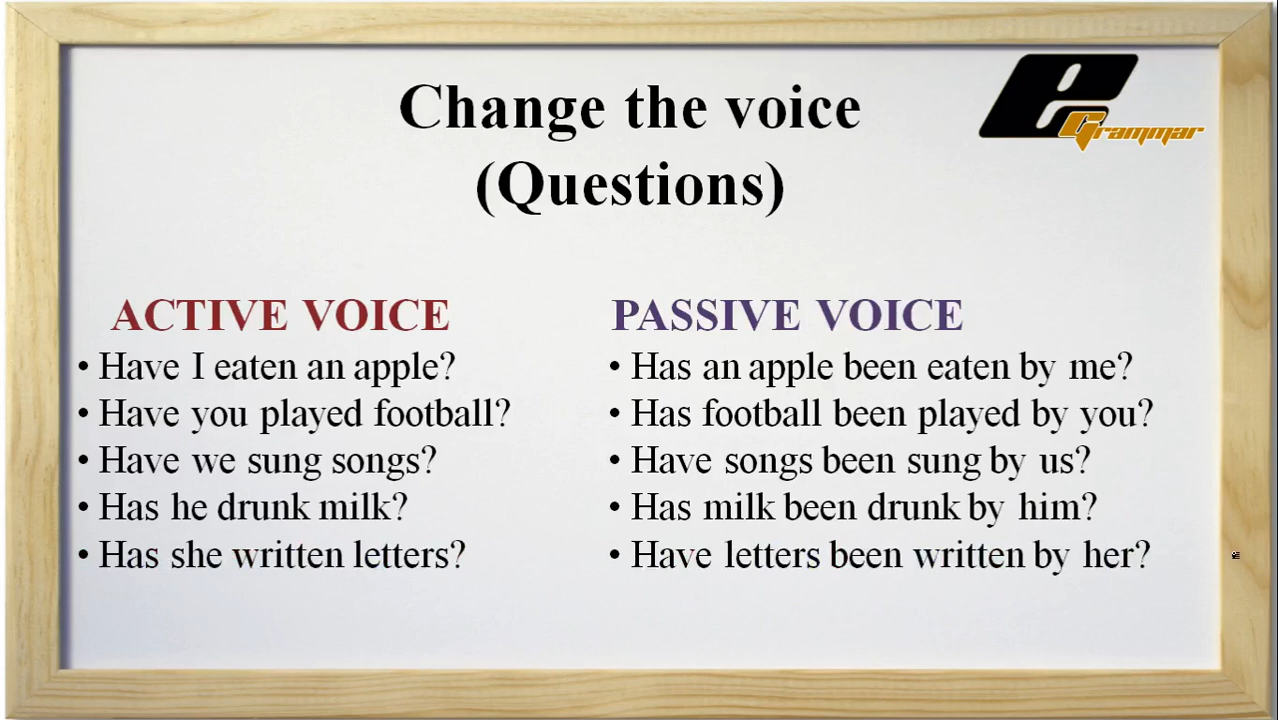 Change the voice
(Questions)
e Grammar
ACTIVE VOICE
• Have I eaten an apple?
• Have you played football?
• Have we sung songs?
• Has he drunk milk?
• Has she written letters?
PASSIVE VOICE
• Has an apple been eaten by me?
• Has football been played by you?
• Have songs been sung by us?
• Has milk been drunk by him?
• Have letters been written by her?